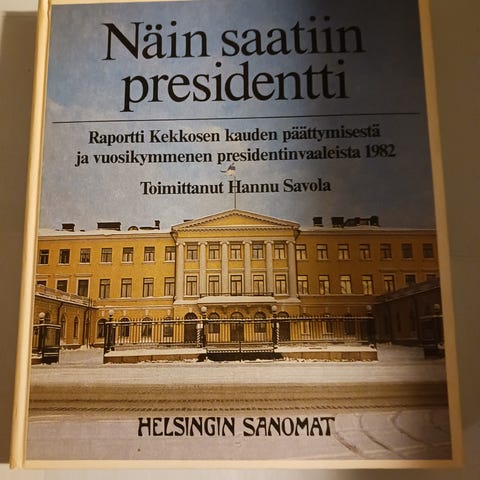 Näin saatiin
presidentti
Raportti Kekkosen kauden päättymisestä
ja vuosikymmenen presidentinvaaleista 1982
Toimittanut Hannu Savola
HELSINGIN SANOMAT